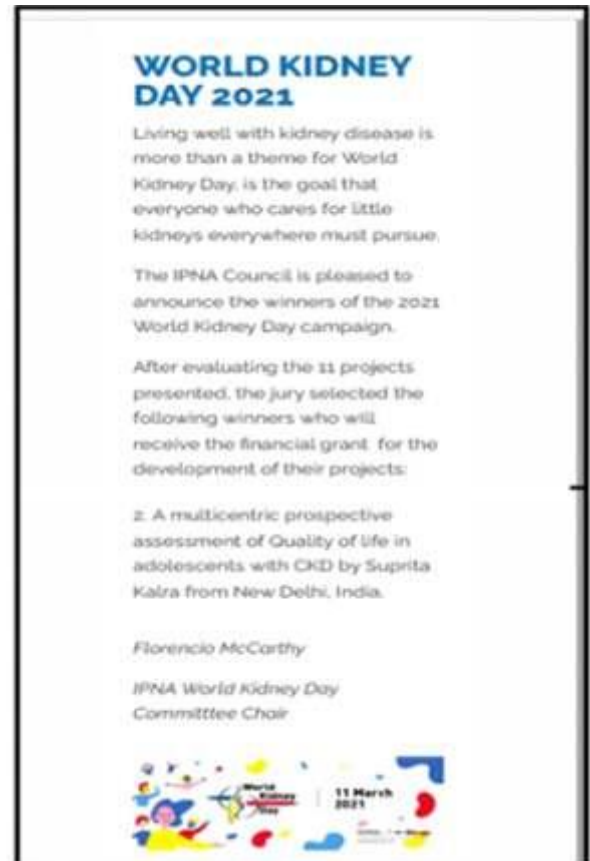 WORLD KIDNEY
DAY 2021
Living well with kidney disease is
more than a theme for World
Kidney Day, is the goal that
everyone who cares for little
kidneys everywhere must pursue.
The IPNA Council is pleased to
announce the winners of the 2021
World Kidney Day campaign.
After evaluating the 11 projects
presented, the jury selected the
following winners who will
receive the financial grant for the
development of their projects:
2. A multicentric prospective
assessment of Quality of life in
adolescents with CKD by Suprita
Kalra from New Delhi, India.
Florencio McCarthy
IPNA World Kidney Day
Committtee Chair
World
Kidney
Day
11 March
2021